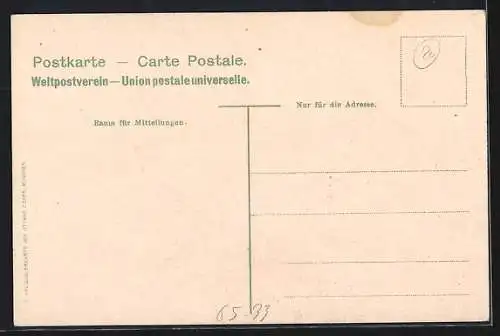 Postkarte — Carte Postale.
Weltpostverein — Union postale universelle.
Nur für die Adresse.
Raum für Mitteilungen.
65-93